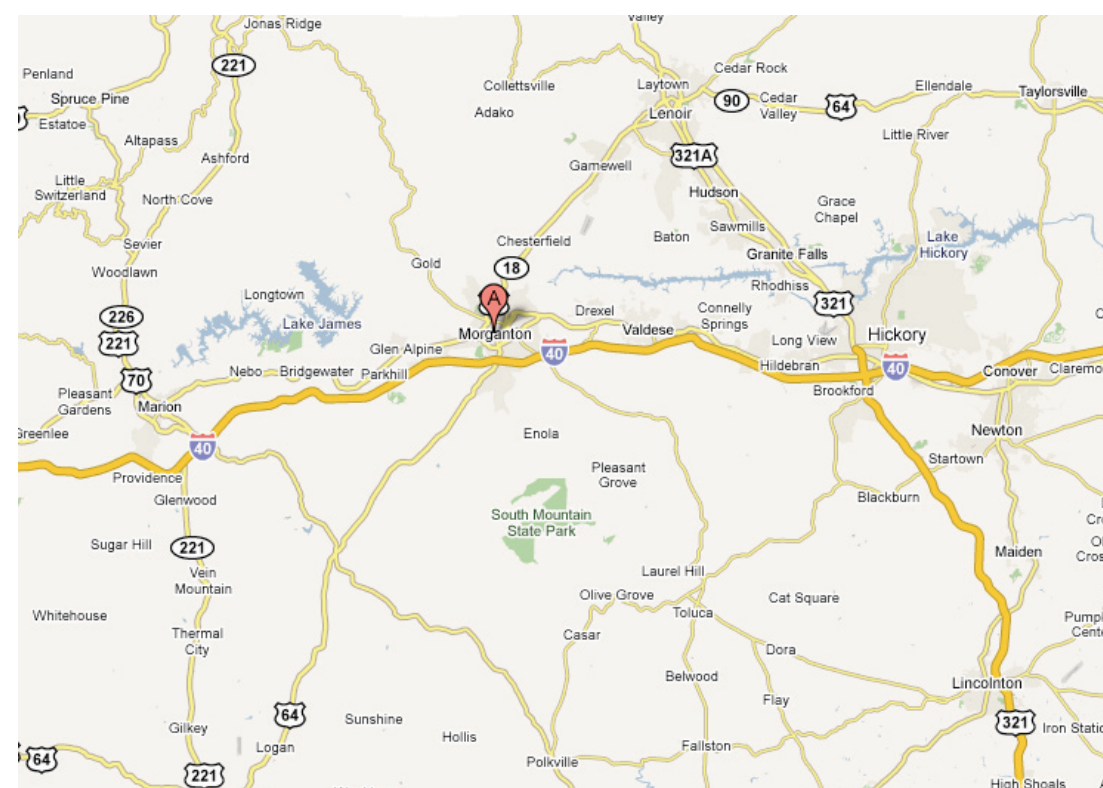 Valley
Jonas Ridge
221
Penland
Cedar Rock
Collettsville
Laytown
Ellendale
Spruce Pine
Taylorsville
90
Cedar
Valley
64
Adako
Lenoir
Estatoe
Altapass
Little River
Ashford
321A
Gamewell
Little
Switzerland
Hudson
North Cove
Grace
Chapel
Sawmills
Baton
Chesterfield
Sevier
Lake
Hickory
Granite Falls
Gold
18
Woodlawn
Rhodhiss
Longtown
A
321
226
Drexel
Connelly
Springs
Lake James
Valdese
Morganton
Hickory
221
Long View
Glen Alpine
40
Hildebran
40
Nebo
Bridgewater
Parkhill
Conover
Claremo
70
Pleasant
Gardens
Brookford
Marion
Newton
Greenlee
Enola
40
Startown
Pleasant
Grove
Providence
Glenwood
Blackburn
South Mountain
State Park
Sugar Hill
221
Maiden
Cro
O
Cros
Vein
Mountain
Laurel Hill
Olive Grove
Cat Square
Whitehouse
Toluca
Pumpi
Cente
Thermal
City
Casar
Dora
Belwood
Lincolnton
Flay
64
Sunshine
321
Gilkey
Iron Static
Hollis
Logan
Fallston
64
Polkville
221
High Shoals